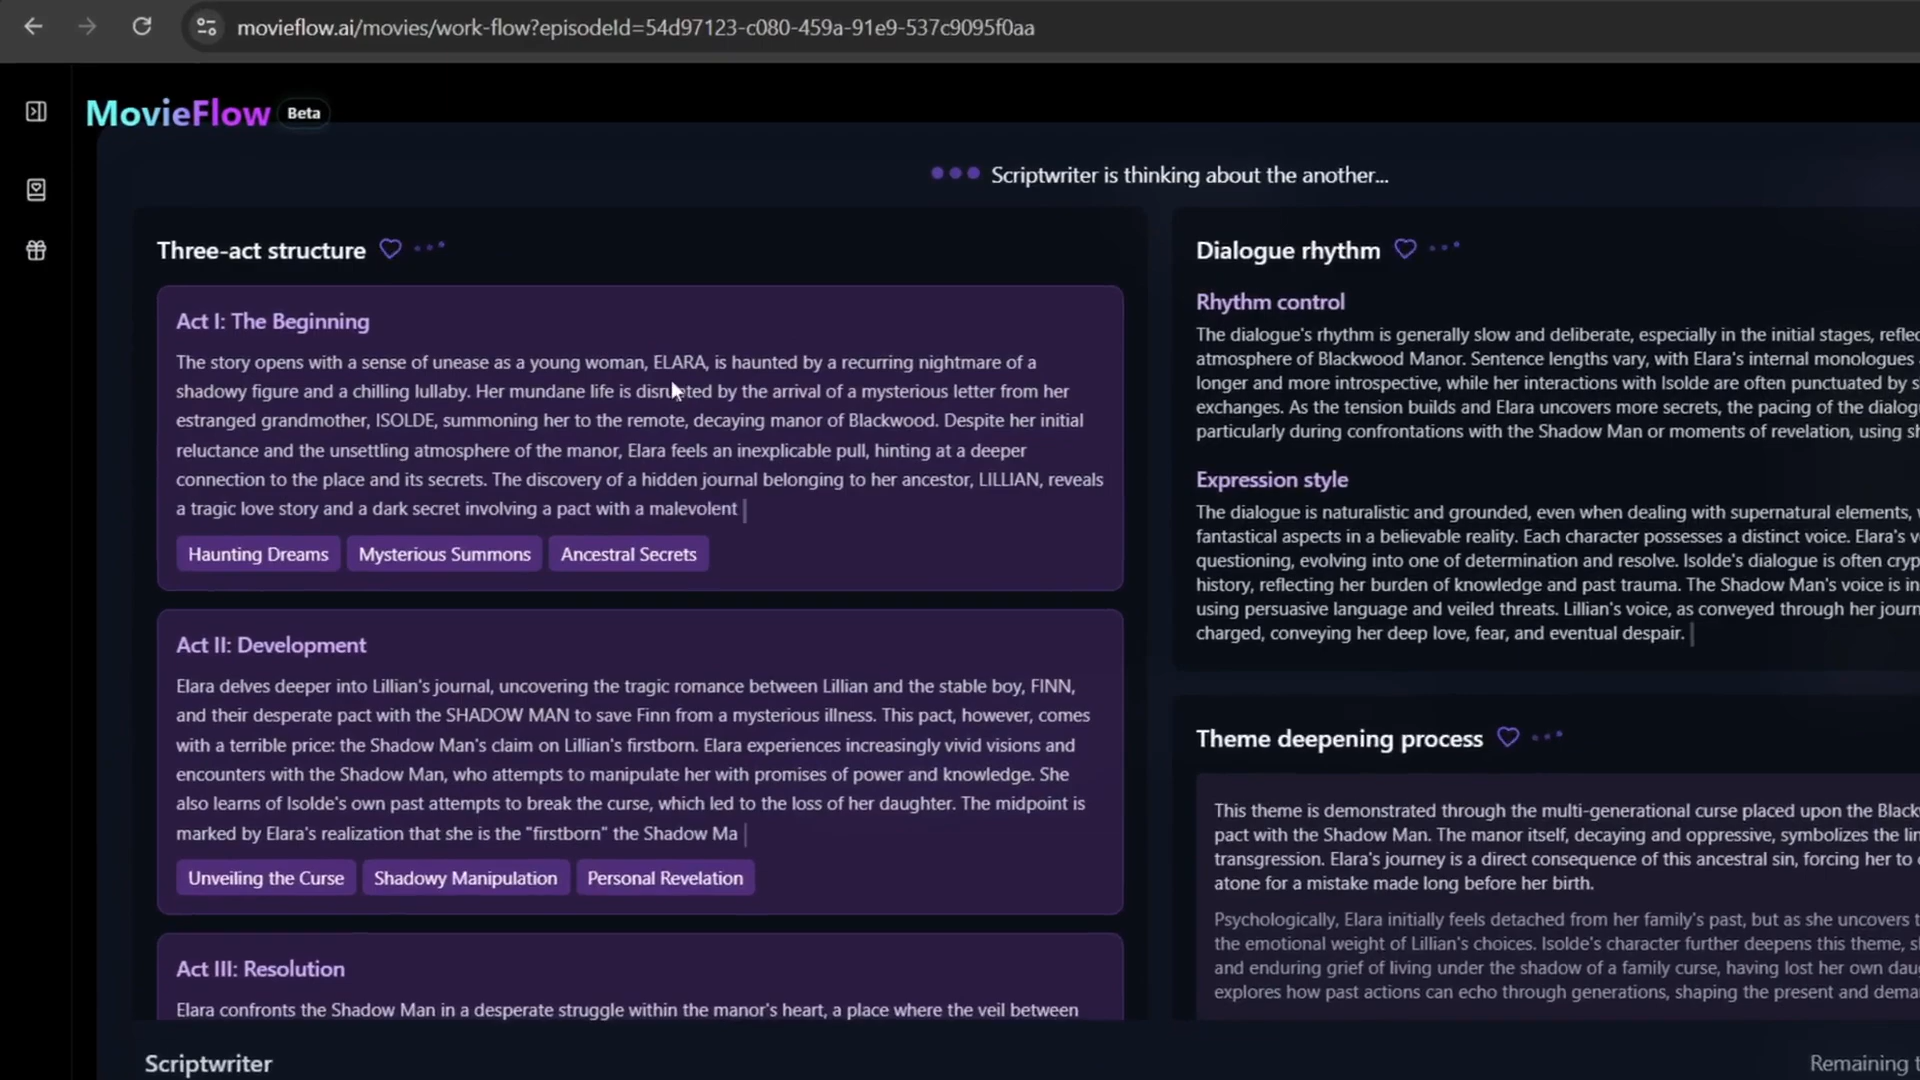 movieflow.ai/movies/work-flow?episodeId=54d97123-c080-459a-91e9-537c9095f0aa
MovieFlow Beta
Scriptwriter is thinking about the another...
Three-act structure
Act I: The Beginning
The story opens with a sense of unease as a young woman, ELARA, is haunted by a recurring nightmare of a
shadowy figure and a chilling lullaby. Her mundane life is disrupted by the arrival of a mysterious letter from her
estranged grandmother, ISOLDE, summoning her to the remote, decaying manor of Blackwood. Despite her initial
reluctance and the unsettling atmosphere of the manor, Elara feels an inexplicable pull, hinting at a deeper
connection to the place and its secrets. The discovery of a hidden journal belonging to her ancestor, LILLIAN, reveals
a tragic love story and a dark secret involving a pact with a malevolent
Haunting Dreams Mysterious Summons Ancestral Secrets
Act II: Development
Elara delves deeper into Lillian's journal, uncovering the tragic romance between Lillian and the stable boy, FINN,
and their desperate pact with the SHADOW MAN to save Finn from a mysterious illness. This pact, however, comes
with a terrible price: the Shadow Man's claim on Lillian's firstborn. Elara experiences increasingly vivid visions and
encounters with the Shadow Man, who attempts to manipulate her with promises of power and knowledge. She
also learns of Isolde's own past attempts to break the curse, which led to the loss of her daughter. The midpoint is
marked by Elara's realization that she is the "firstborn" the Shadow Ma
Unveiling the Curse Shadowy Manipulation Personal Revelation
Act III: Resolution
Elara confronts the Shadow Man in a desperate struggle within the manor's heart, a place where the veil between
Dialogue rhythm
Rhythm control
The dialogue's rhythm is generally slow and deliberate, especially in the initial stages,
atmosphere of Blackwood Manor. Sentence lengths vary, with Elara's internal monologues
longer and more introspective, while her interactions with Isolde are often punctuated by
exchanges. As the tension builds and Elara uncovers more secrets, the pacing of the
particularly during confrontations with the Shadow Man or moments of revelation, using
Expression style
The dialogue is naturalistic and grounded, even when dealing with supernatural elements,
fantastical aspects in a believable reality. Each character possesses a distinct voice. Elara's
questioning, evolving into one of determination and resolve. Isolde's dialogue is often
history, reflecting her burden of knowledge and past trauma. The Shadow Man's voice is
using persuasive language and veiled threats. Lillian's voice, as conveyed through her
charged, conveying her deep love, fear, and eventual despair.
Theme deepening process
This theme is demonstrated through the multi-generational curse placed upon the
pact with the Shadow Man. The manor itself, decaying and oppressive, symbolizes the
transgression. Elara's journey is a direct consequence of this ancestral sin, forcing her to
atone for a mistake made long before her birth.
Psychologically, Elara initially feels detached from her family's past, but as she uncovers
the emotional weight of Lillian's choices. Isolde's character further deepens this theme,
and enduring grief of living under the shadow of a family curse, having lost her own
explores how past actions can echo through generations, shaping the present and
Scriptwriter
Remaining